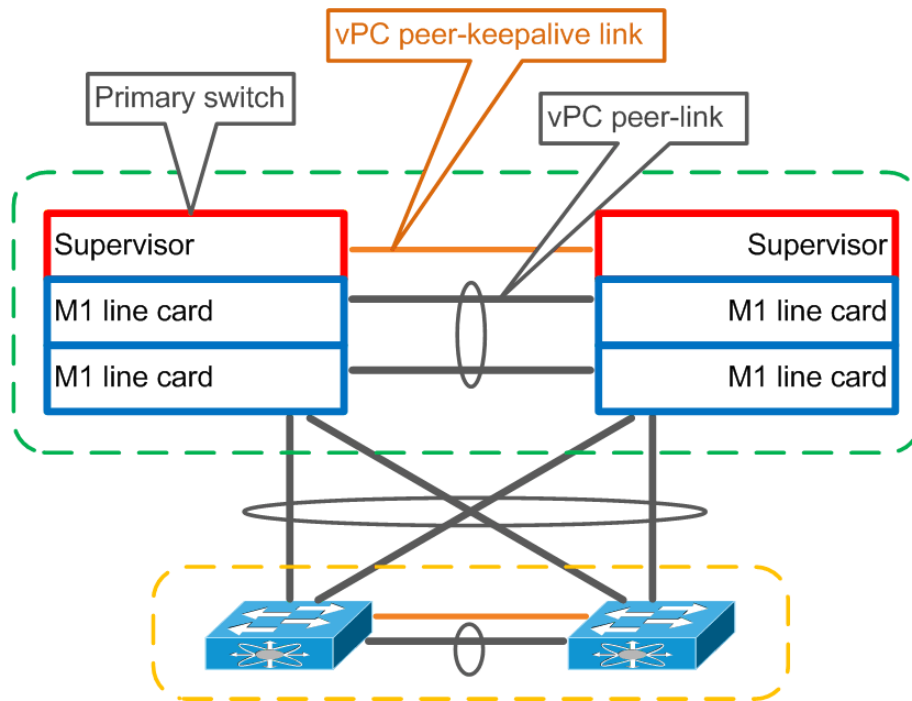 vPC peer-keepalive link
Primary switch
vPC peer-link
Supervisor
Supervisor
M1 line card
M1 line card
M1 line card
M1 line card